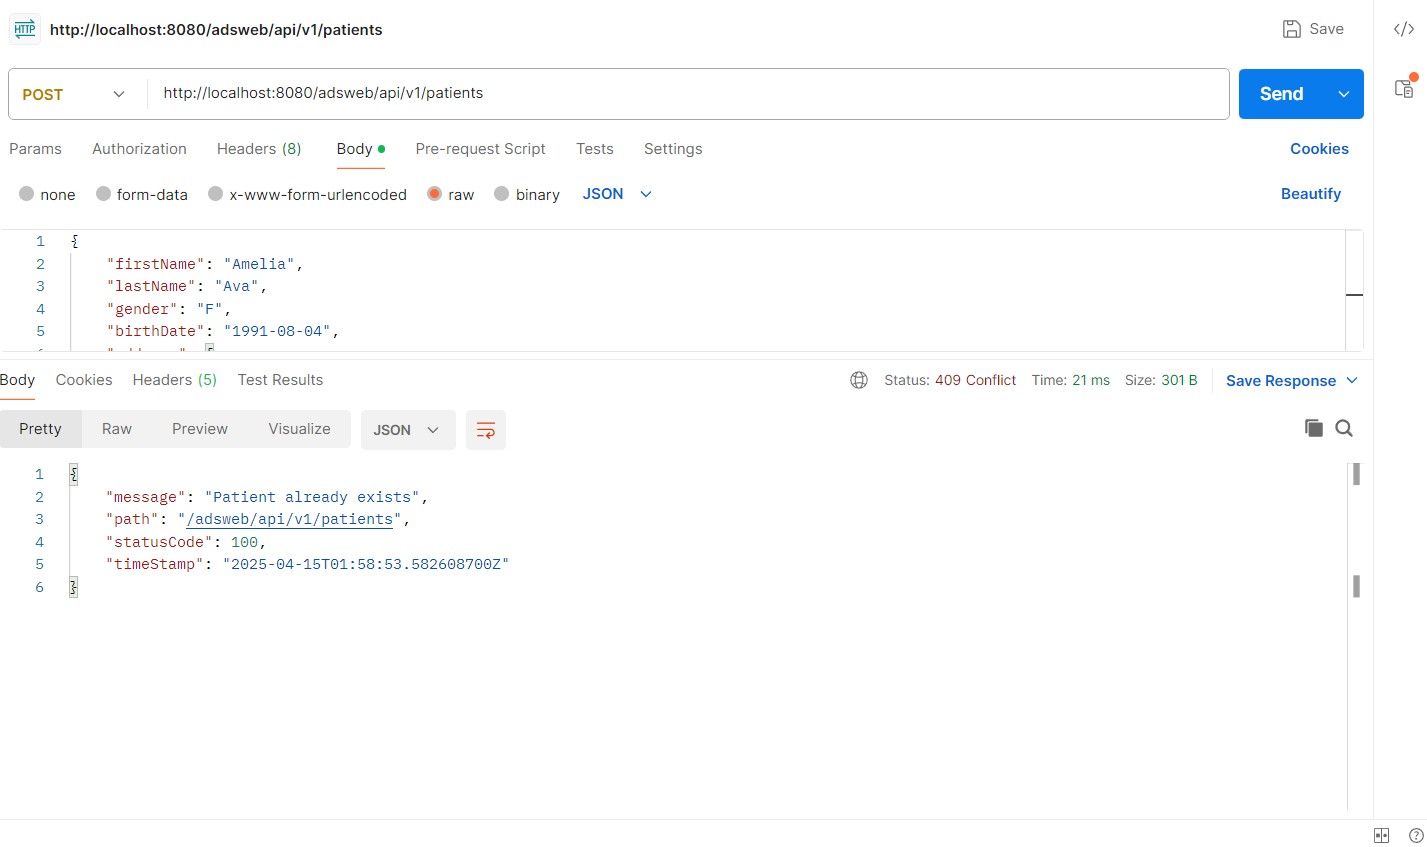 HTTP http://localhost:8080/adsweb/api/v1/patients Save
POST http://localhost:8080/adsweb/api/v1/patients Send
Params Authorization Headers (8) Body Pre-request Script Tests Settings Cookies
none form-data x-www-form-urlencoded raw binary JSON Beautify
1 {
2 "firstName": "Amelia",
3 "lastName": "Ava",
4 "gender": "F",
5 "birthDate": "1991-08-04",
Body Cookies Headers (5) Test Results Status: 409 Conflict Time: 21 ms Size: 301 B Save Response
Pretty Raw Preview Visualize JSON
1 {
2 "message": "Patient already exists",
3 "path": "/adsweb/api/v1/patients",
4 "statusCode": 100,
5 "timeStamp": "2025-04-15T01:58:53.582608700Z"
6 }